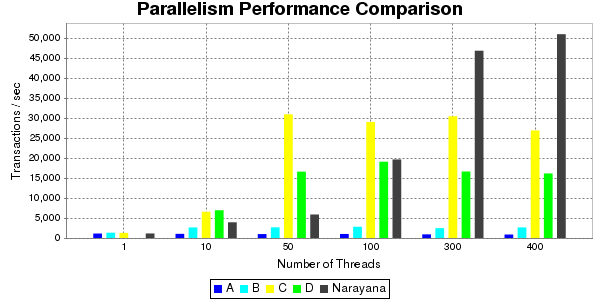 Parallelism Performance Comparison
50,000
45,000
40,000
35,000
30,000
25,000
20,000
15,000
10,000
5,000
0
Transactions / sec
1 10 50 100 300 400
Number of Threads
A B C D Narayana